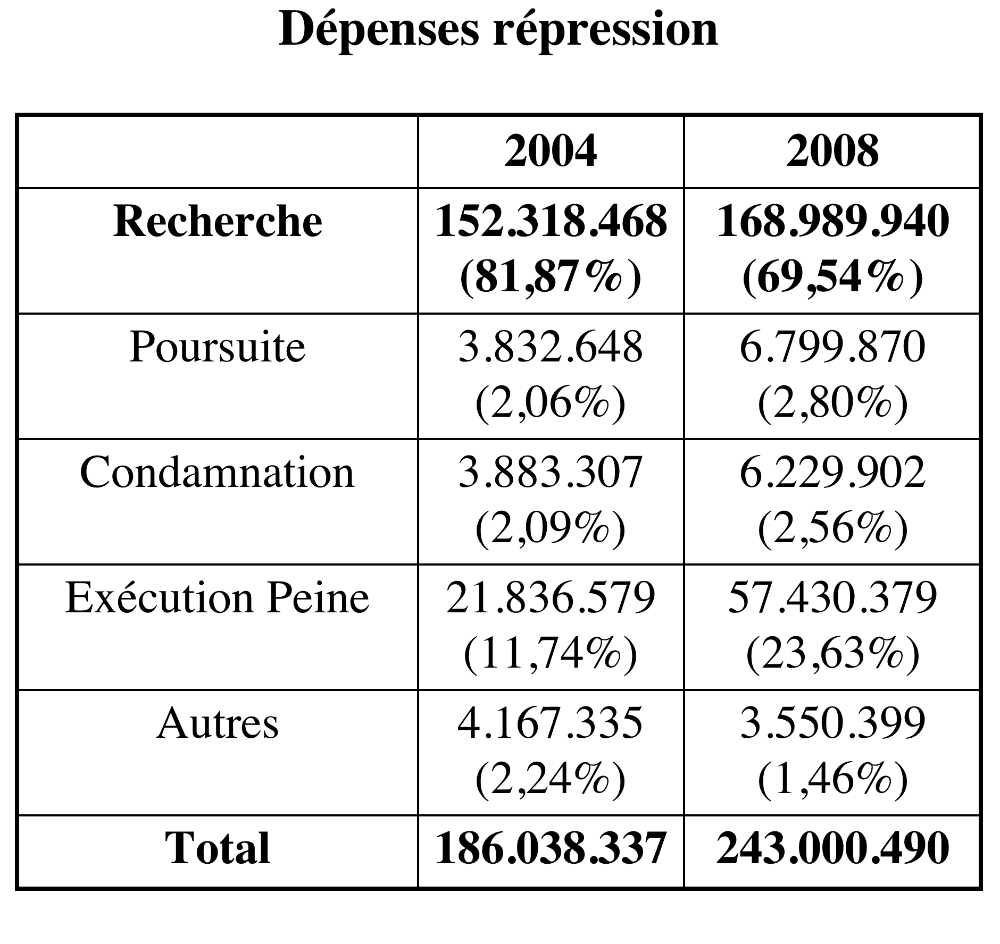 Dépenses répression
2004 2008
Recherche 152.318.468 168.989.940
(81,87%) (69,54%)
Poursuite 3.832.648 6.799.870
(2,06%) (2,80%)
Condamnation 3.883.307 6.229.902
(2,09%) (2,56%)
Exécution Peine 21.836.579 57.430.379
(11,74%) (23,63%)
Autres 4.167.335 3.550.399
(2,24%) (1,46%)
Total 186.038.337 243.000.490